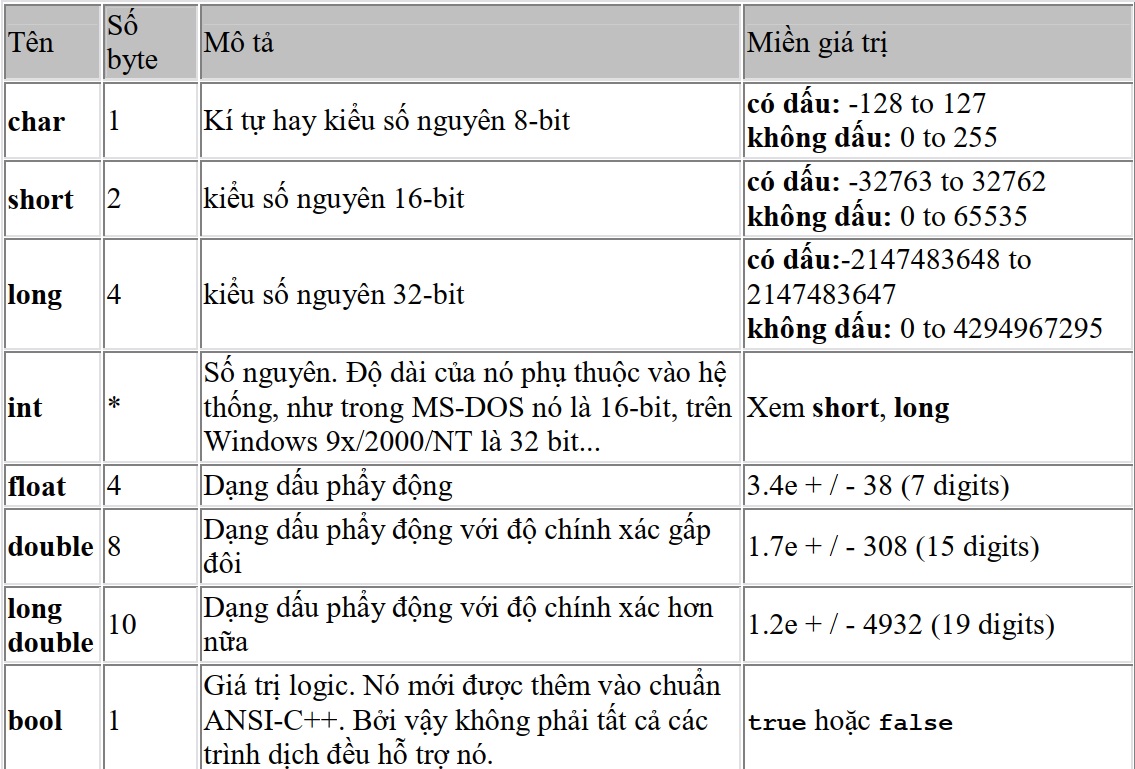 Tên
Số
byte
Mô tả
Miền giá trị
char
1
Kí tự hay kiểu số nguyên 8-bit
có dấu: -128 to 127
không dấu: 0 to 255
short
2
kiểu số nguyên 16-bit
có dấu: -32763 to 32762
không dấu: 0 to 65535
long
4
kiểu số nguyên 32-bit
có dấu:-2147483648 to
2147483647
không dấu: 0 to 4294967295
int
*
Số nguyên. Độ dài của nó phụ thuộc vào hệ
thống, như trong MS-DOS nó là 16-bit, trên
Windows 9x/2000/NT là 32 bit...
Xem short, long
float
4
Dạng dấu phẩy động
3.4e + / - 38 (7 digits)
double
8
Dạng dấu phẩy động với độ chính xác gấp
đôi
1.7e + / - 308 (15 digits)
long
double
10
Dạng dấu phẩy động với độ chính xác hơn
nữa
1.2e + / - 4932 (19 digits)
bool
1
Giá trị logic. Nó mới được thêm vào chuẩn
ANSI-C++. Bởi vậy không phải tất cả các
trình dịch đều hỗ trợ nó.
true hoặc false